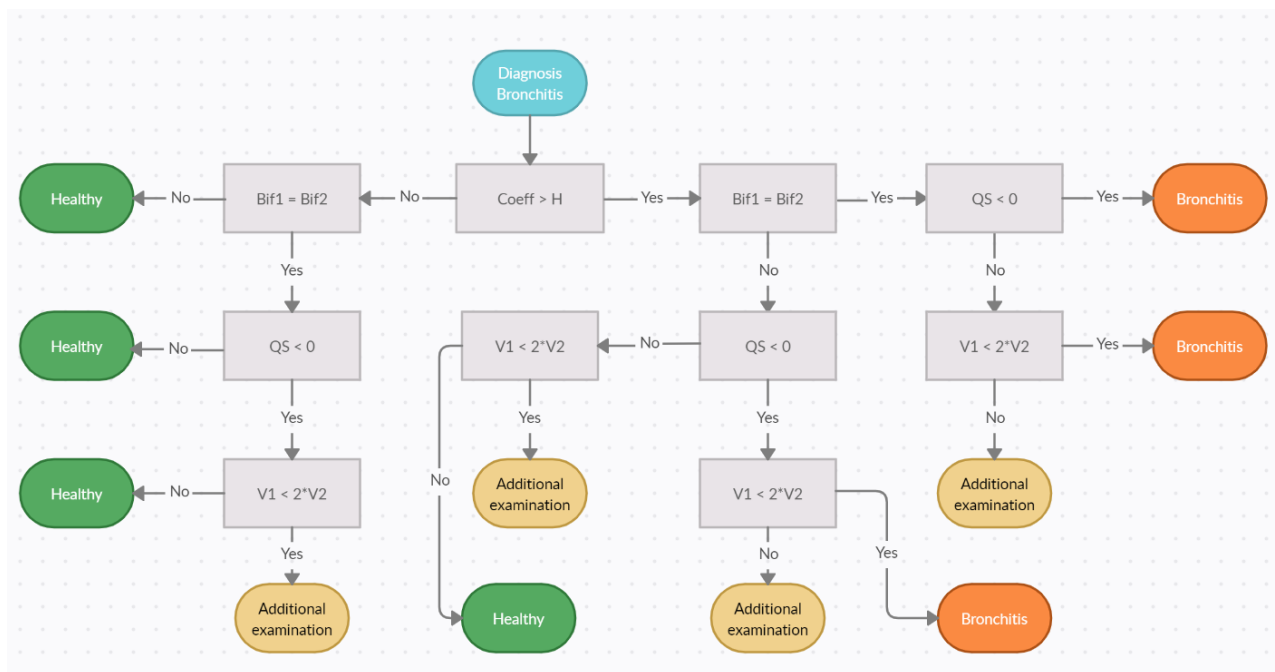 Diagnosis
Bronchitis
Healthy
No
Bif1 = Bif2
No
Coeff > H
Yes
Bif1 = Bif2
Yes
QS < 0
Yes
Bronchitis
Yes
No
No
Healthy
No
QS < 0
V1 < 2*V2
No
QS < 0
V1 < 2*V2
Yes
Bronchitis
Yes
Yes
Yes
No
Healthy
No
V1 < 2*V2
No
Additional
examination
V1 < 2*V2
Additional
examination
Yes
No
Yes
Additional
examination
Healthy
Additional
examination
Bronchitis